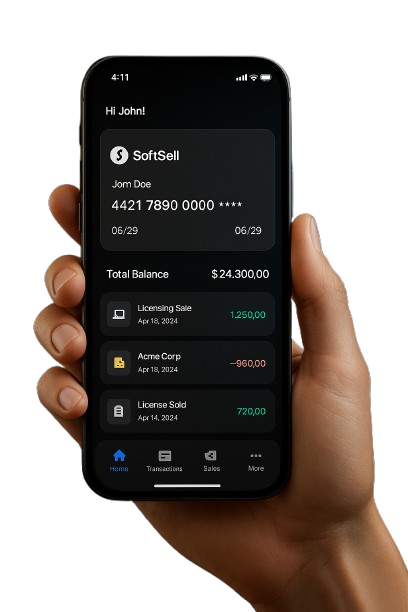 4:11
Hi John!
SoftSell
Jom Doe
4421 7890 0000 ****
06/29 06/29
Total Balance $24.300,00
Licensing Sale 1.250,00
Apr 18, 2024
Acme Corp –960,00
Apr 18, 2024
License Sold 720,00
Apr 14, 2024
Home Transactions Sales More